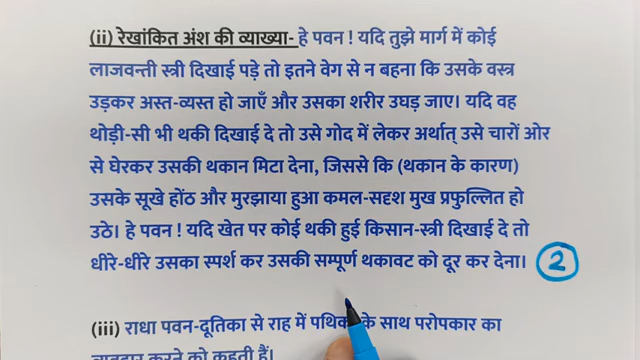 (ii) रेखांकित अंश की व्याख्या- हे पवन ! यदि तुझे मार्ग में कोई
लाजवन्ती स्त्री दिखाई पड़े तो इतने वेग से न बहना कि उसके वस्त्र
उड़कर अस्त-व्यस्त हो जाएँ और उसका शरीर उघड़ जाए। यदि वह
थोड़ी-सी भी थकी दिखाई दे तो उसे गोद में लेकर अर्थात् उसे चारों ओर
से घेरकर उसकी थकान मिटा देना, जिससे कि (थकान के कारण)
उसके सूखे होंठ और मुरझाया हुआ कमल-सदृश मुख प्रफुल्लित हो
उठे। हे पवन ! यदि खेत पर कोई थकी हुई किसान-स्त्री दिखाई दे तो
धीरे-धीरे उसका स्पर्श कर उसकी सम्पूर्ण थकावट को दूर कर देना। 2
(iii) राधा पवन-दूतिका से राह में के साथ परोपकार का
को कहती हैं।